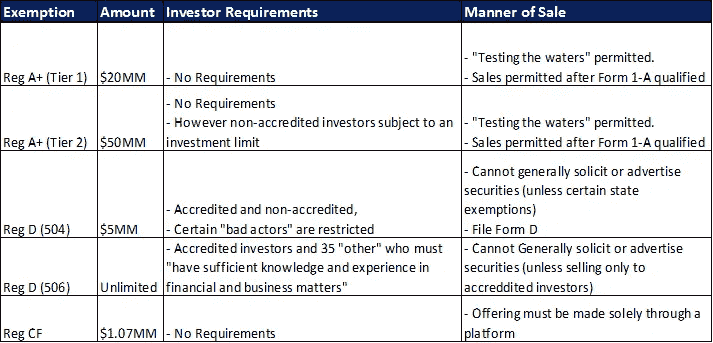 Exemption Amount Investor Requirements Manner of Sale
- "Testing the waters" permitted.
Reg A+ (Tier 1) $20MM - No Requirements - Sales permitted after Form 1-A qualified
- No Requirements
- However non-accredited investors subject to an - "Testing the waters" permitted.
Reg A+ (Tier 2) $50MM investment limit - Sales permitted after Form 1-A qualified
- Cannot generally solicit or advertise
securities (unless certain state
- Accredited and non-accredited, exemptions)
Reg D (504) $5MM - Certain "bad actors" are restricted - File Form D
- Accredited investors and 35 "other" who must - Cannot Generally solicit or advertise
"have sufficient knowledge and experience in securities (unless selling only to
Reg D (506) Unlimited financial and business matters" accreddited investors)
- Offering must be made solely through a
Reg CF $1.07MM - No Requirements platform